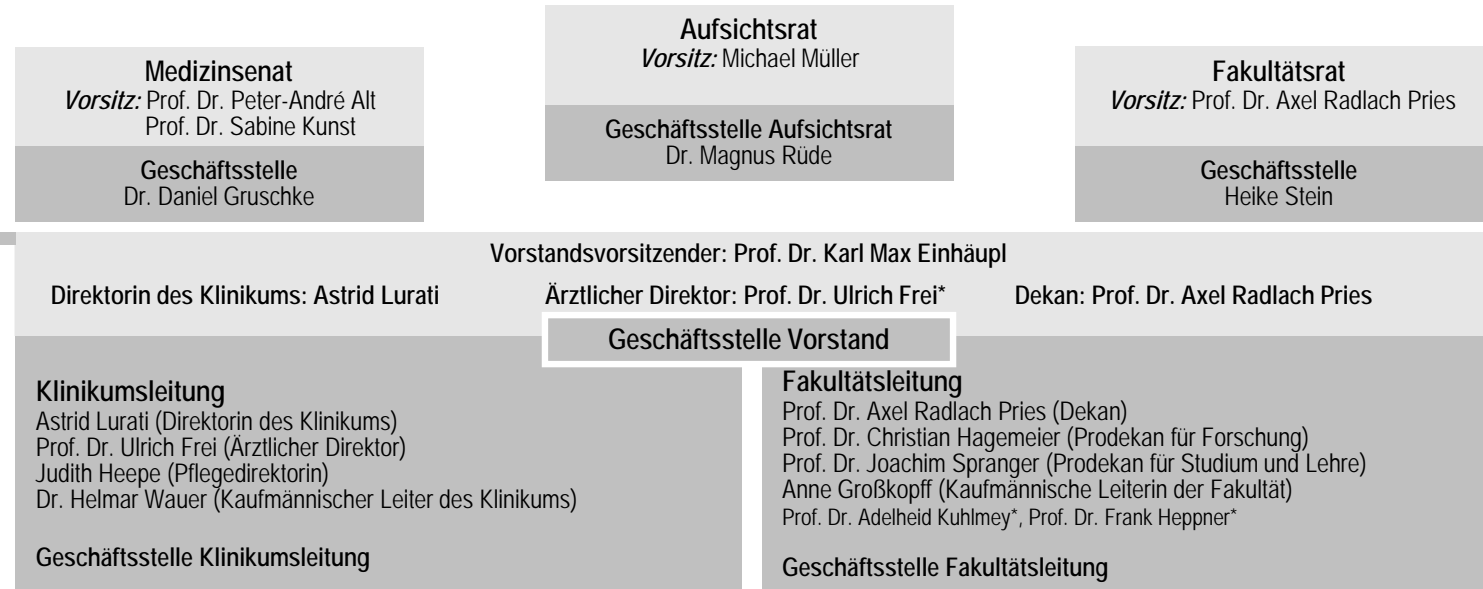 Medizinsenat
Vorsitz: Prof. Dr. Peter-André Alt
Prof. Dr. Sabine Kunst
Geschäftsstelle
Dr. Daniel Gruschke
Aufsichtsrat
Vorsitz: Michael Müller
Geschäftsstelle Aufsichtsrat
Dr. Magnus Rüde
Fakultätsrat
Vorsitz: Prof. Dr. Axel Radlach Pries
Geschäftsstelle
Heike Stein
Vorstandsvorsitzender: Prof. Dr. Karl Max Einhäupl
Direktorin des Klinikums: Astrid Lurati
Ärztlicher Direktor: Prof. Dr. Ulrich Frei*
Dekan: Prof. Dr. Axel Radlach Pries
Geschäftsstelle Vorstand
Klinikumsleitung
Astrid Lurati (Direktorin des Klinikums)
Prof. Dr. Ulrich Frei (Ärztlicher Direktor)
Judith Heepe (Pflegedirektorin)
Dr. Helmar Wauer (Kaufmännischer Leiter des Klinikums)
Geschäftsstelle Klinikumsleitung
Fakultätsleitung
Prof. Dr. Axel Radlach Pries (Dekan)
Prof. Dr. Christian Hagemeier (Prodekan für Forschung)
Prof. Dr. Joachim Spranger (Prodekan für Studium und Lehre)
Anne Großkopff (Kaufmännische Leiterin der Fakultät)
Prof. Dr. Adelheid Kuhlmey*, Prof. Dr. Frank Heppner*
Geschäftsstelle Fakultätsleitung